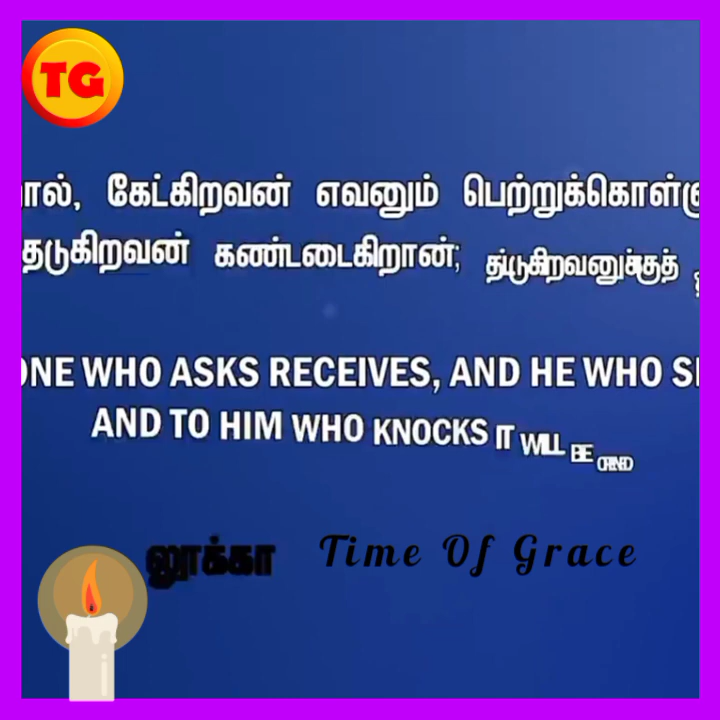 TG
ால், கேட்கிறவன் எவனும் பெற்றுக்கொள்ளு
தடுகிறவன் கண்டடைகிறான்; தட்டுகிறவனுக்குத்
ONE WHO ASKS RECEIVES, AND HE WHO
AND TO HIM WHO KNOCKS IT WILL BE
லூக்கா Time Of Grace